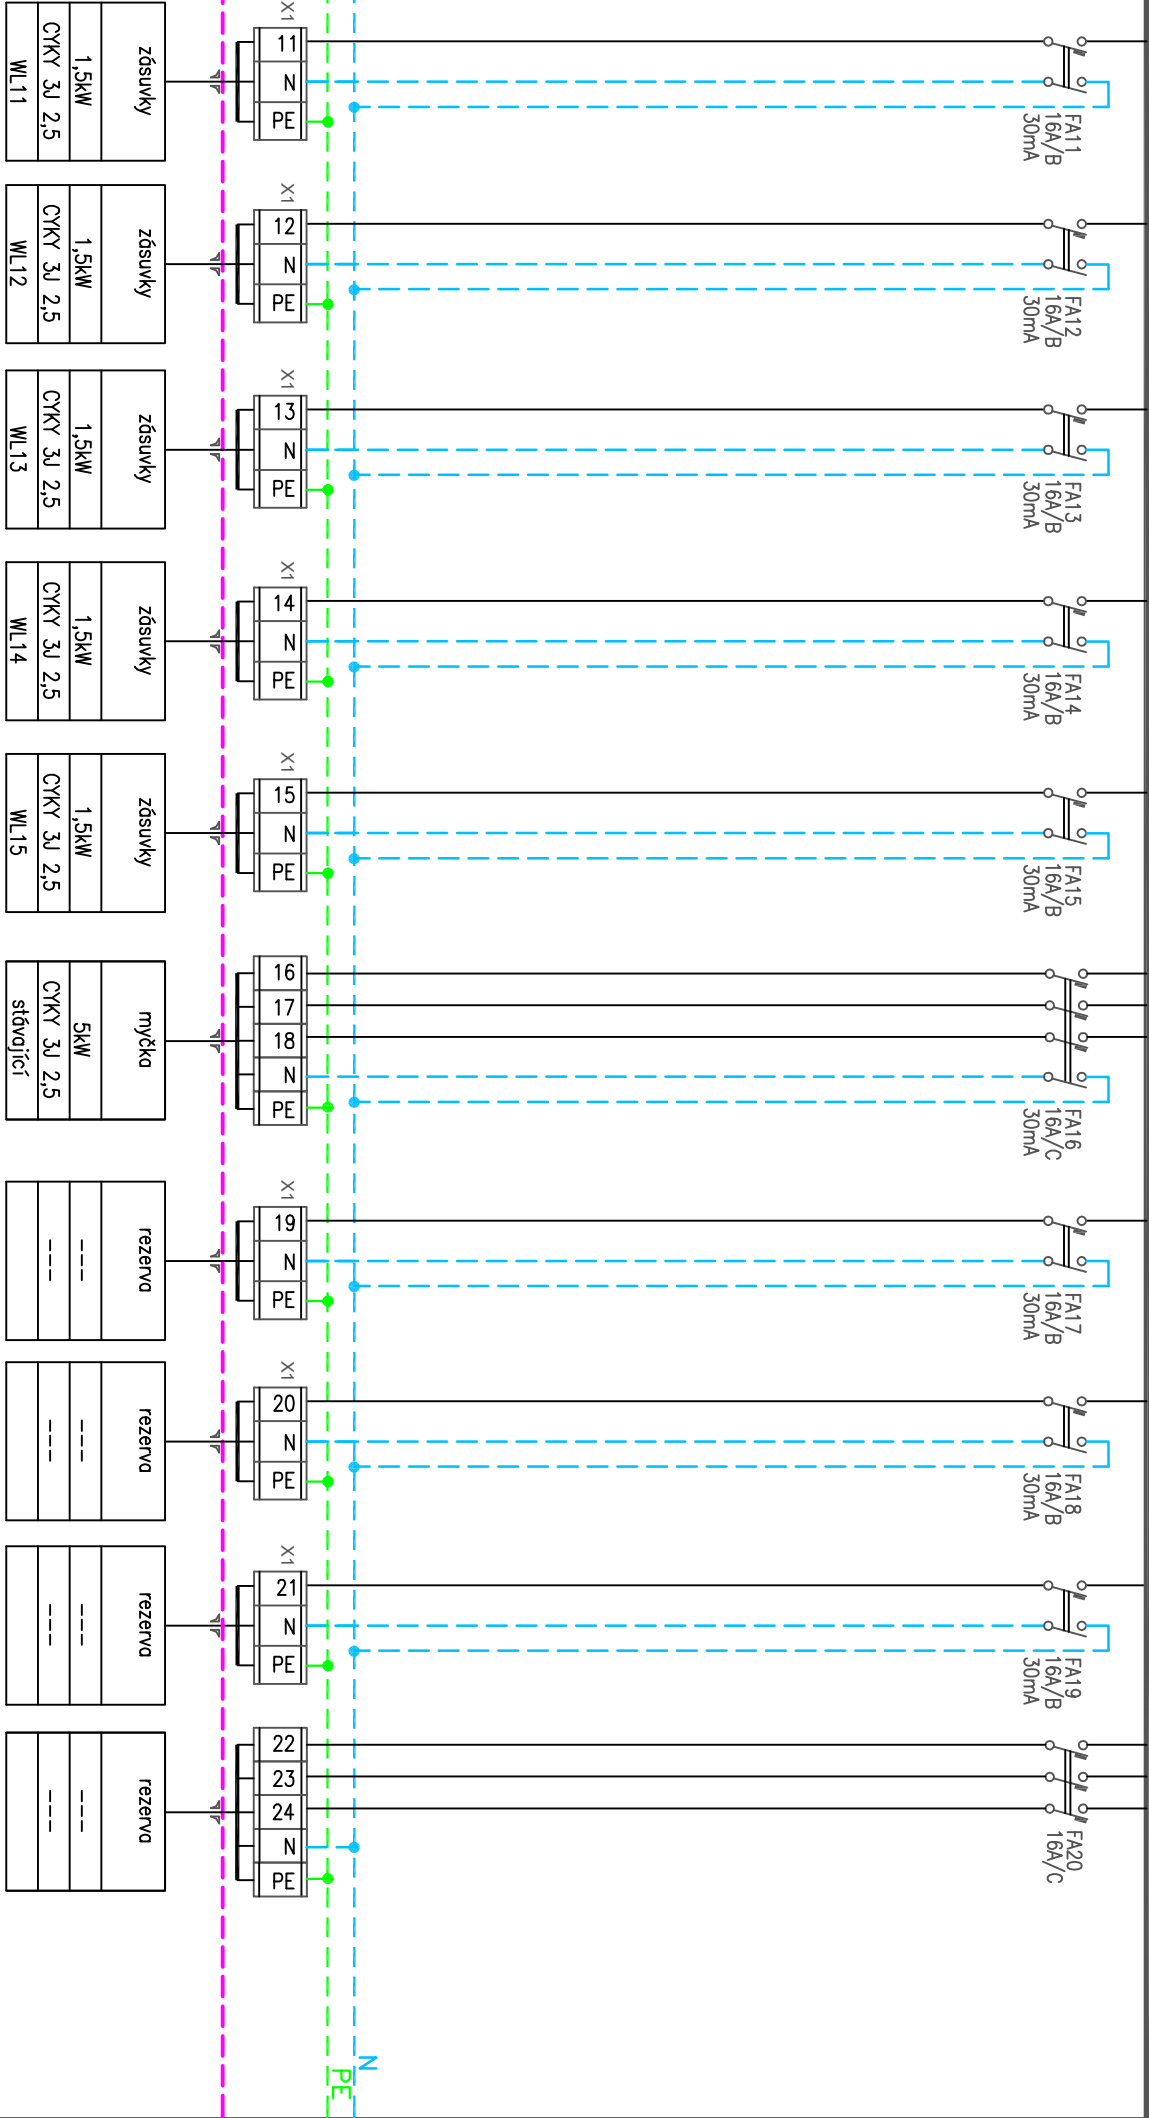 X1
11
N
PE
FA11
16A/B
30mA
zásuvky
1,5kW
CYKY 3J 2,5
WL11
X1
12
N
PE
FA12
16A/B
30mA
zásuvky
1,5kW
CYKY 3J 2,5
WL12
X1
13
N
PE
FA13
16A/B
30mA
zásuvky
1,5kW
CYKY 3J 2,5
WL13
X1
14
N
PE
FA14
16A/B
30mA
zásuvky
1,5kW
CYKY 3J 2,5
WL14
X1
15
N
PE
FA15
16A/B
30mA
zásuvky
1,5kW
CYKY 3J 2,5
WL15
16
17
18
N
PE
FA16
16A/C
30mA
myčka
5kW
CYKY 3J 2,5
stávající
X1
19
N
PE
FA17
16A/B
30mA
rezerva
----
----
X1
20
N
PE
FA18
16A/B
30mA
rezerva
----
----
X1
21
N
PE
FA19
16A/B
30mA
rezerva
----
----
22
23
24
N
PE
FA20
16A/C
rezerva
----
----
N
PE